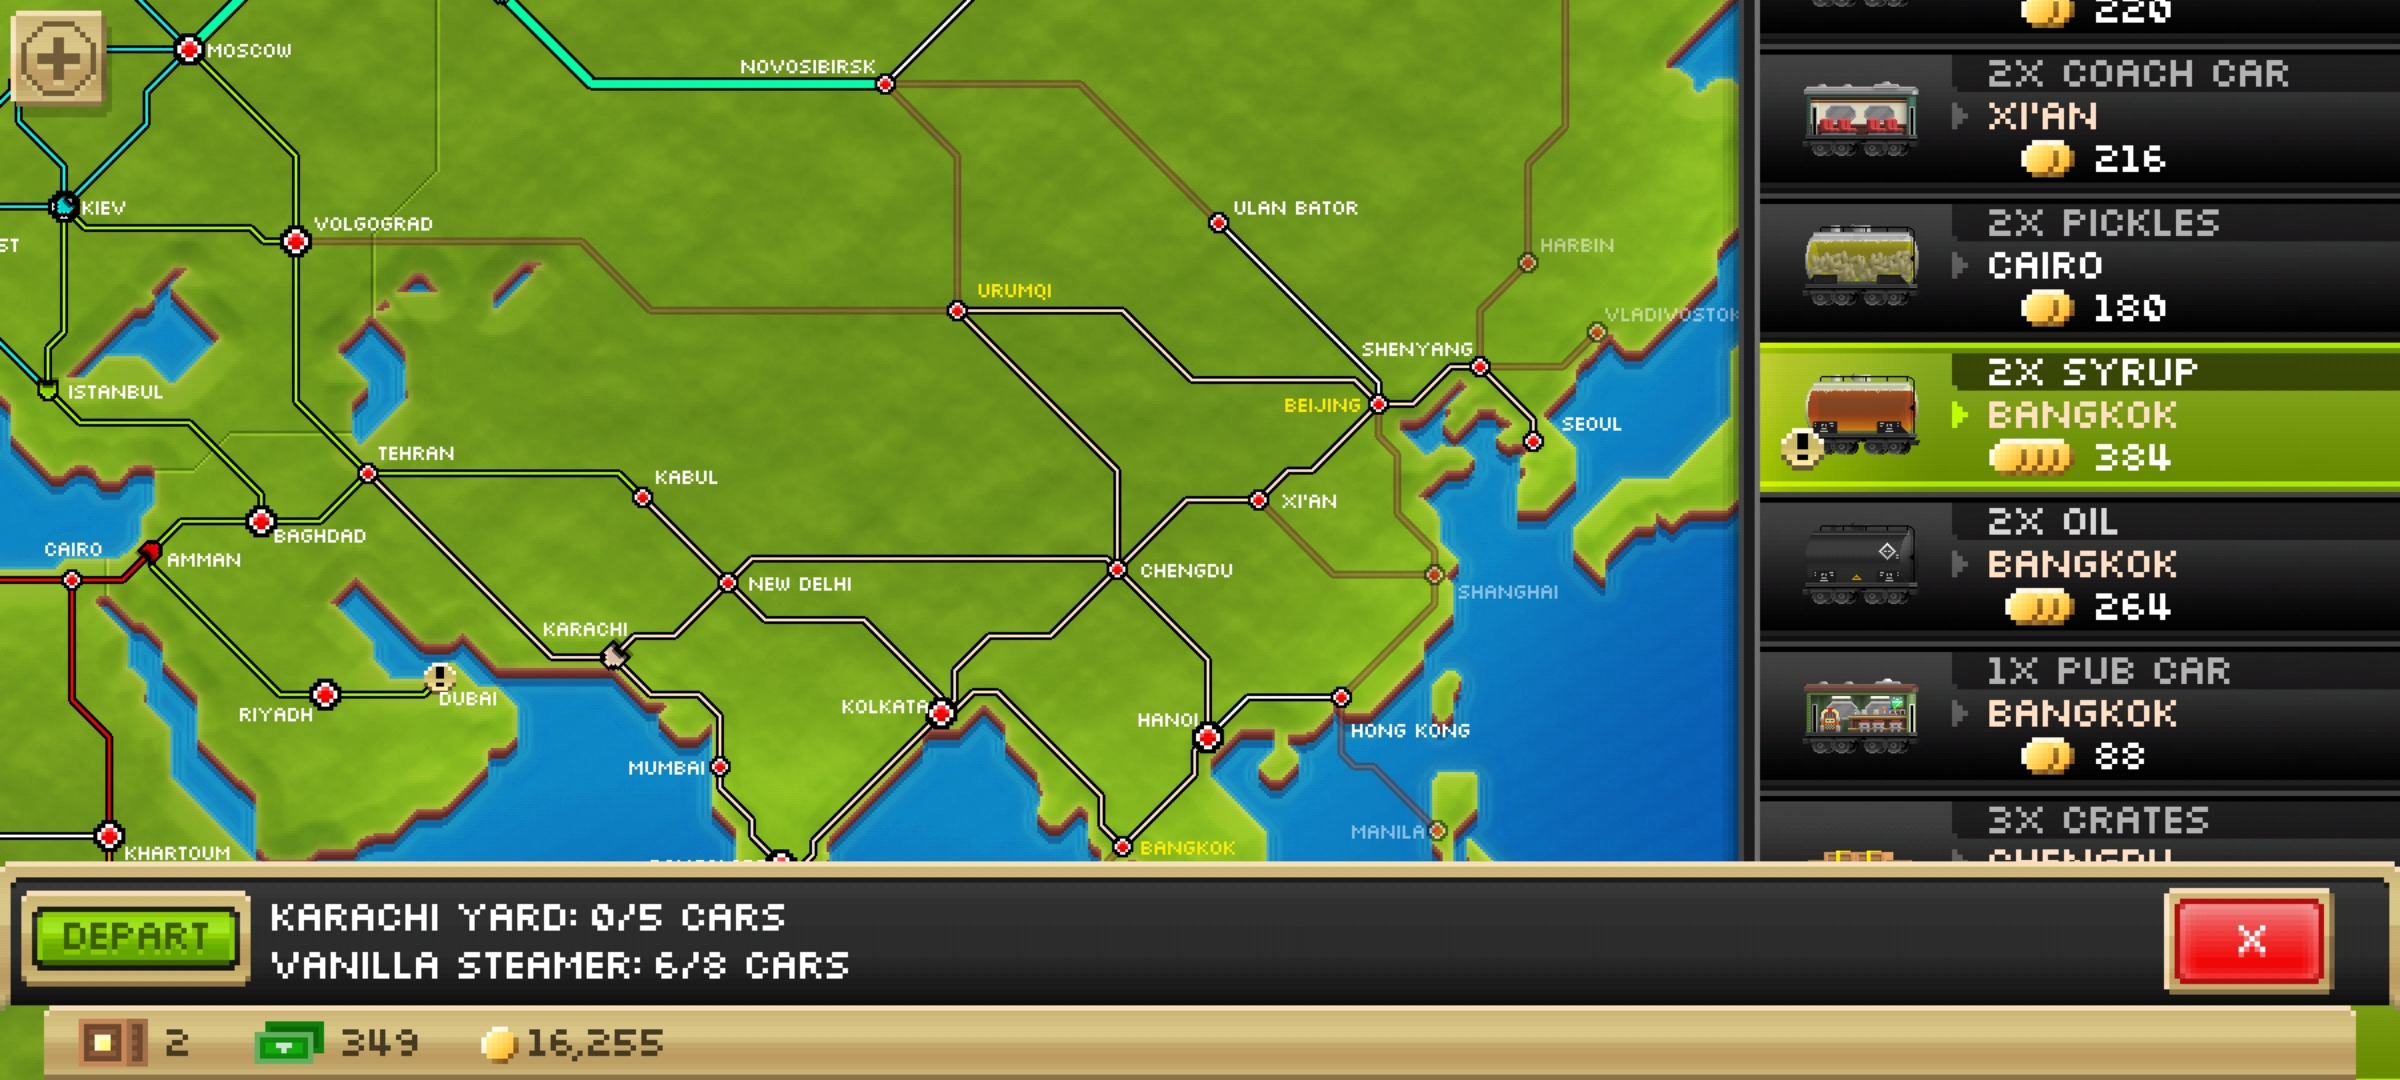 220
MOSCOW
NOVOSIBIRSK
2X COACH CAR
XI'AN
216
KIEV
VOLGOGRAD
ULAN BATOR
HARBIN
2X PICKLES
CAIRO
180
ST
URUMQI
VLADIVOSTOK
SHENYANG
ISTANBUL
BEIJING
SEOUL
2X SYRUP
BANGKOK
384
TEHRAN
KABUL
XI'AN
BAGHDAD
CAIRO
AMMAN
NEW DELHI
CHENGDU
SHANGHAI
2X OIL
BANGKOK
264
KARACHI
RIYADH
DUBAI
KOLKATA
HANOI
HONG KONG
1X PUB CAR
BANGKOK
88
MUMBAI
MANILA
KHARTOUM
BANGKOK
3X CRATES
CHENGDU
DEPART
KARACHI YARD: 0/5 CARS
VANILLA STEAMER: 6/8 CARS
X
2
349
16,255